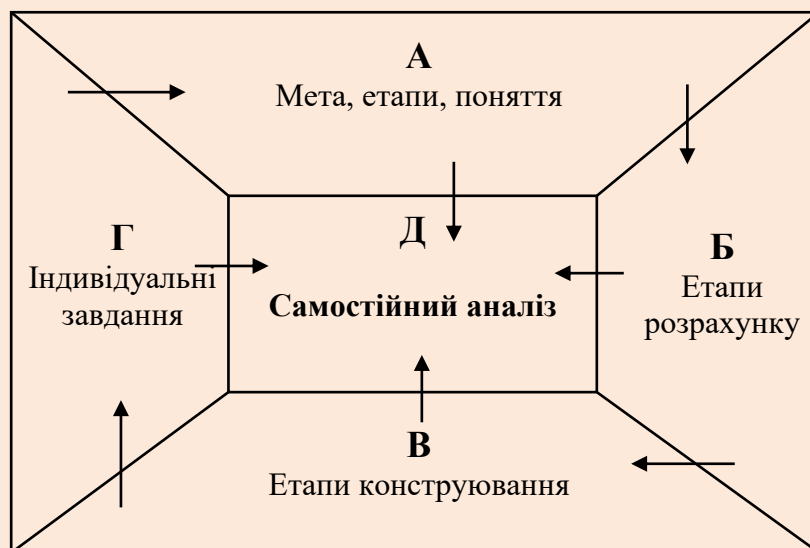 А
Мета, етапи, поняття
Г
Індивідуальні
завдання
Д
Самостійний аналіз
Б
Етапи
розрахунку
В
Етапи конструювання